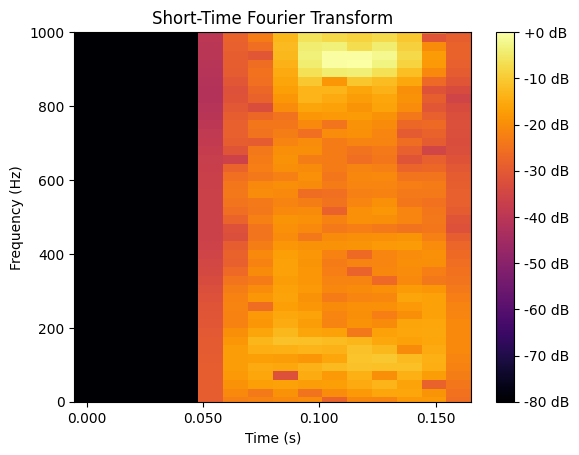 Short-Time Fourier Transform
1000
800
600
400
200
0
Frequency (Hz)
0.000
0.050
0.100
0.150
Time (s)
+0 dB
-10 dB
-20 dB
-30 dB
-40 dB
-50 dB
-60 dB
-70 dB
-80 dB